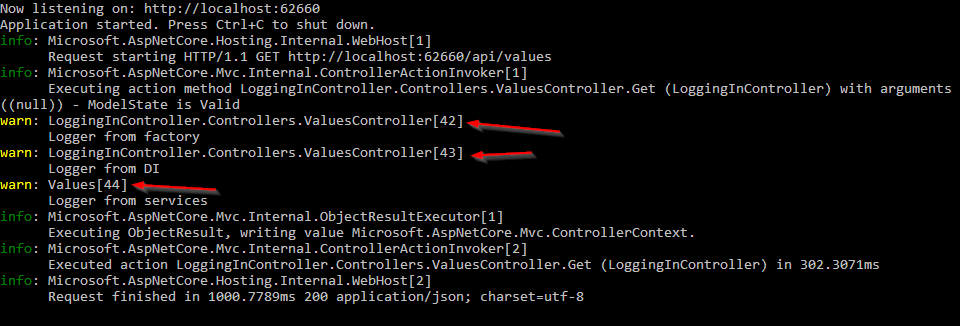 Now listening on: http://localhost:62660
Application started. Press Ctrl+C to shut down.
info: Microsoft.AspNetCore.Hosting.Internal.WebHost[1]
      Request starting HTTP/1.1 GET http://localhost:62660/api/values
info: Microsoft.AspNetCore.Mvc.Internal.ControllerActionInvoker[1]
      Executing action method LoggingInController.Controllers.ValuesController.Get (LoggingInController) with arguments
((null)) - ModelState is Valid
warn: LoggingInController.Controllers.ValuesController[42]
      Logger from factory
warn: LoggingInController.Controllers.ValuesController[43]
      Logger from DI
warn: Values[44]
      Logger from services
info: Microsoft.AspNetCore.Mvc.Internal.ObjectResultExecutor[1]
      Executing ObjectResult, writing value Microsoft.AspNetCore.Mvc.ControllerContext.
info: Microsoft.AspNetCore.Mvc.Internal.ControllerActionInvoker[2]
      Executed action LoggingInController.Controllers.ValuesController.Get (LoggingInController) in 302.3071ms
info: Microsoft.AspNetCore.Hosting.Internal.WebHost[2]
      Request finished in 1000.7789ms 200 application/json; charset=utf-8